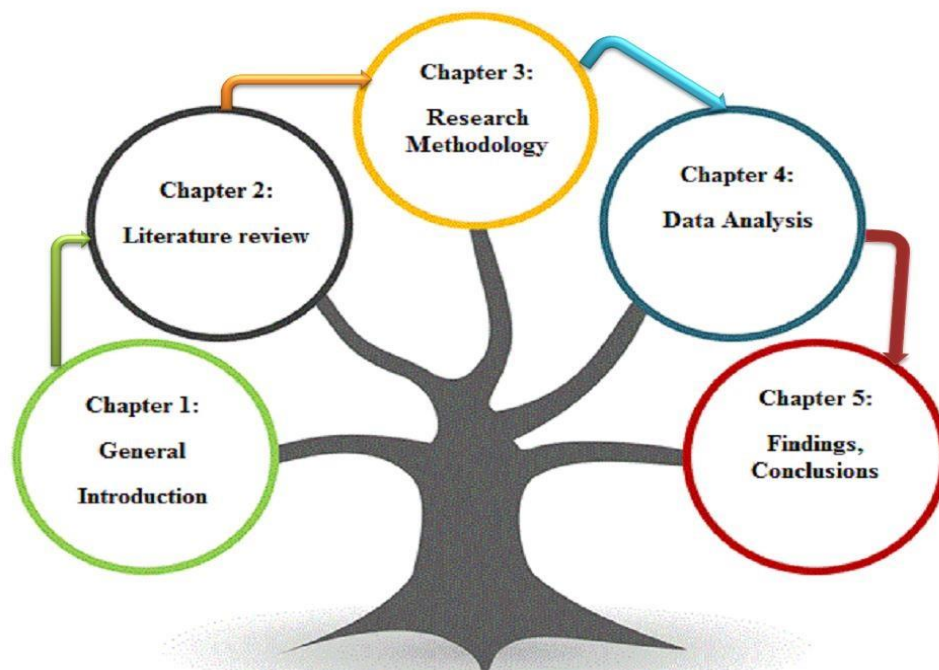 Chapter 1:
General
Introduction
Chapter 2:
Literature review
Chapter 3:
Research
Methodology
Chapter 4:
Data Analysis
Chapter 5:
Findings,
Conclusions